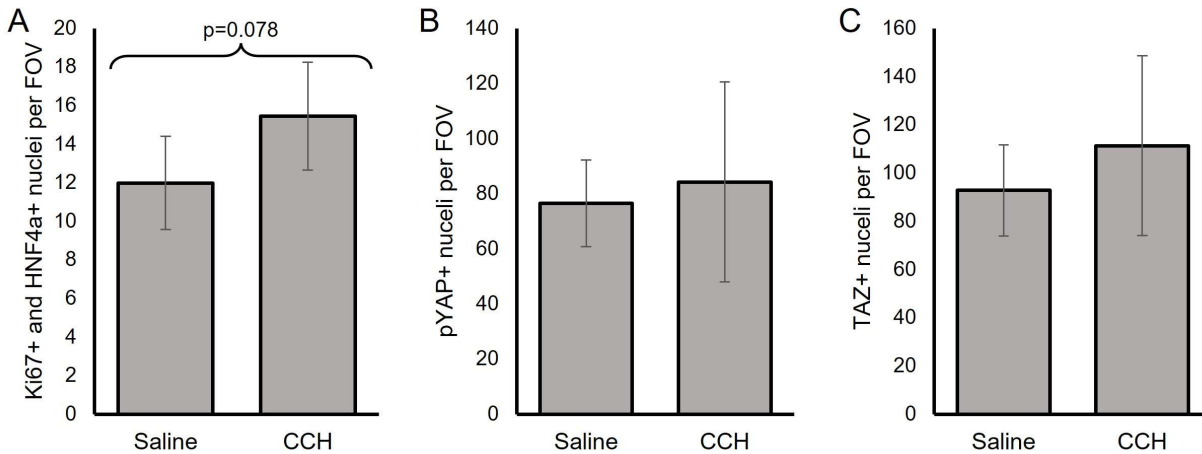 A
Ki67+ and HNF4a+ nuclei per FOV
20
18
16
14
12
10
8
6
4
2
0
p=0.078
Saline
CCH
B
pYAP+ nuceli per FOV
140
120
100
80
60
40
20
0
Saline
CCH
C
TAZ+ nuceli per FOV
160
140
120
100
80
60
40
20
0
Saline
CCH